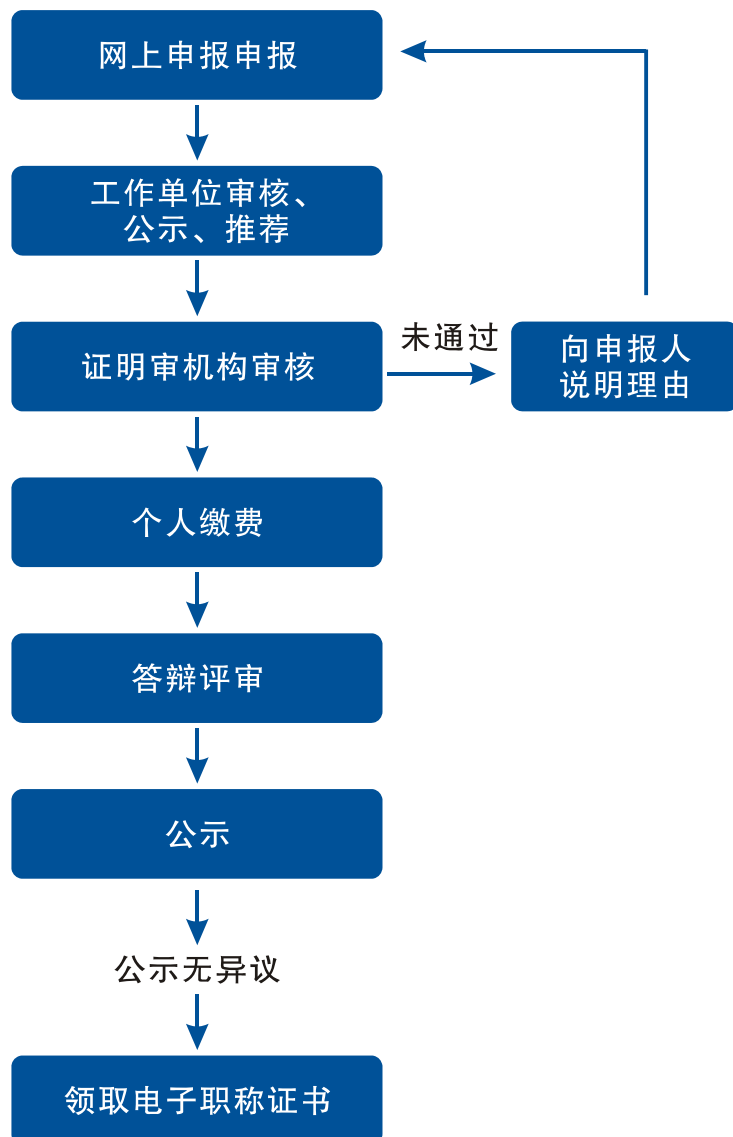 网上申报申报
工作单位审核、
公示、推荐
证明审机构审核
未通过
向申报人
说明理由
个人缴费
答辩评审
公示
公示无异议
领取电子职称证书